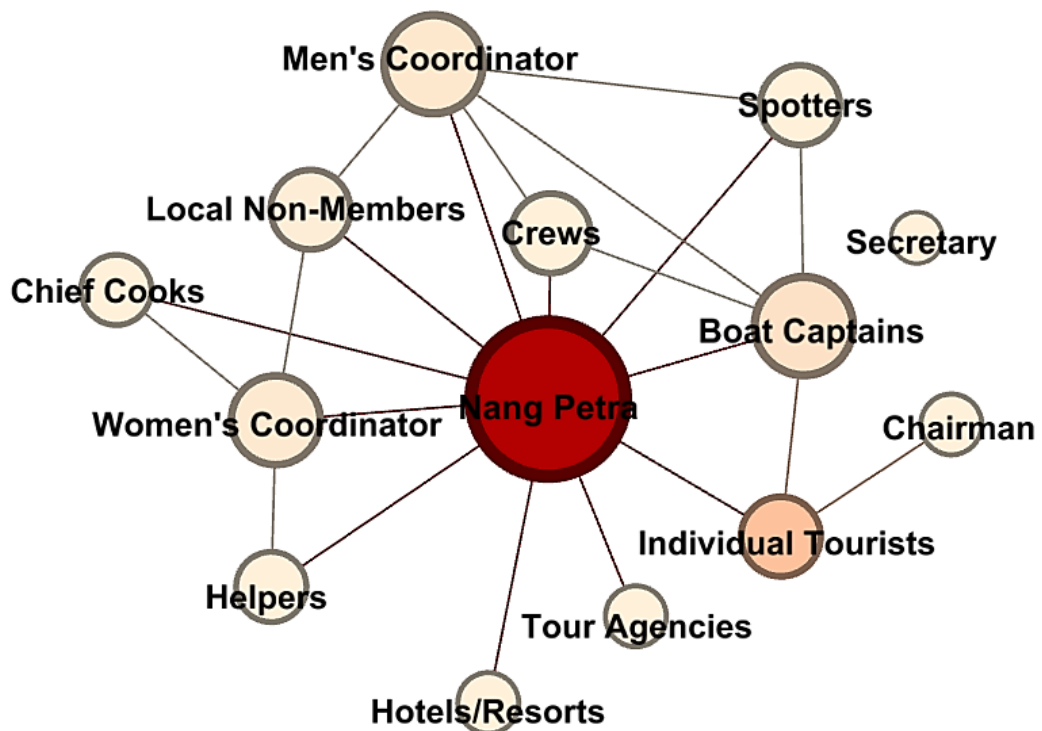 Men's Coordinator
Spotters
Local Non-Members
Crews
Secretary
Chief Cooks
Boat Captains
Nang Petra
Women's Coordinator
Chairman
Individual Tourists
Helpers
Tour Agencies
Hotels/Resorts